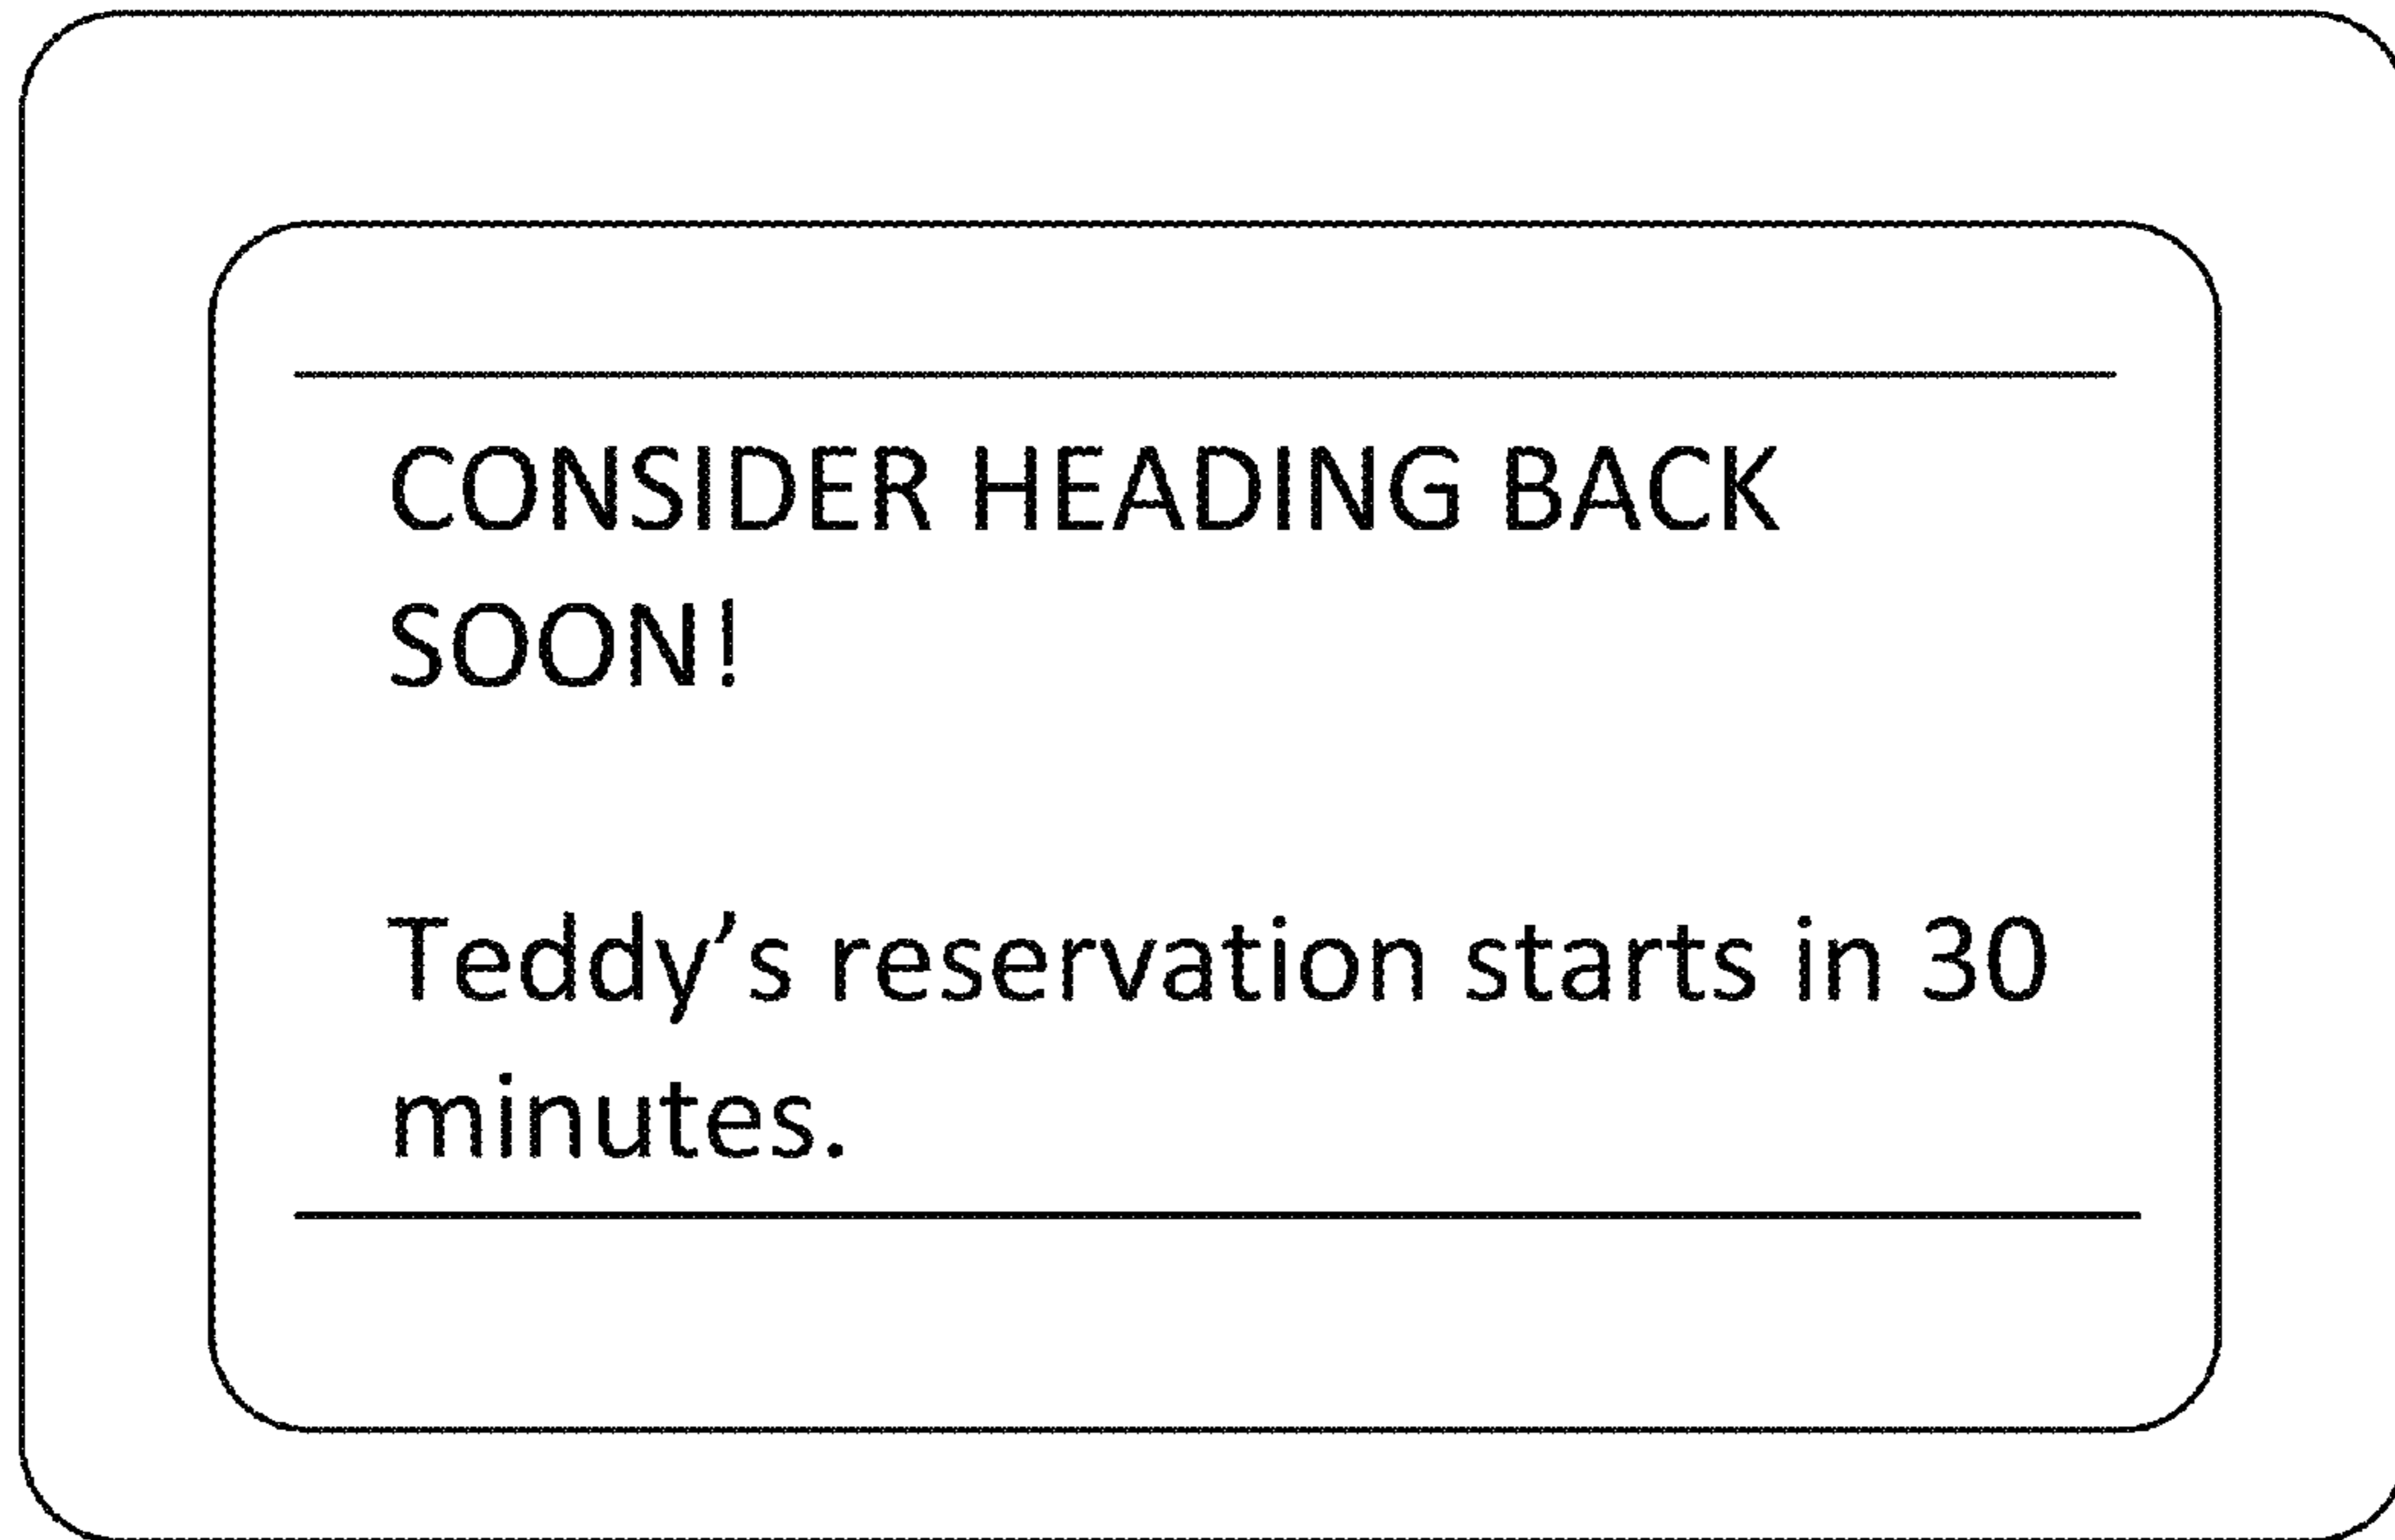 CONSIDER HEADING BACK
SOON!
Teddy’s reservation starts in 30
minutes.